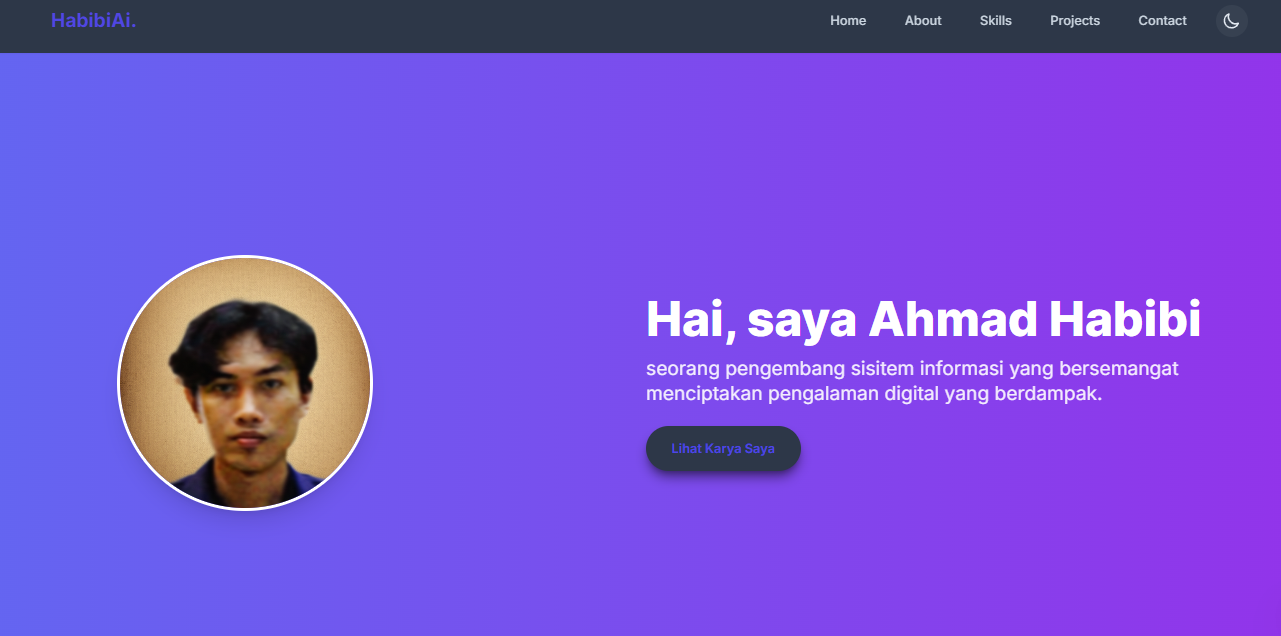 HabibiAi.
Home About Skills Projects Contact
Hai, saya Ahmad Habibi
seorang pengembang sisitem informasi yang bersemangat
menciptakan pengalaman digital yang berdampak.
Lihat Karya Saya